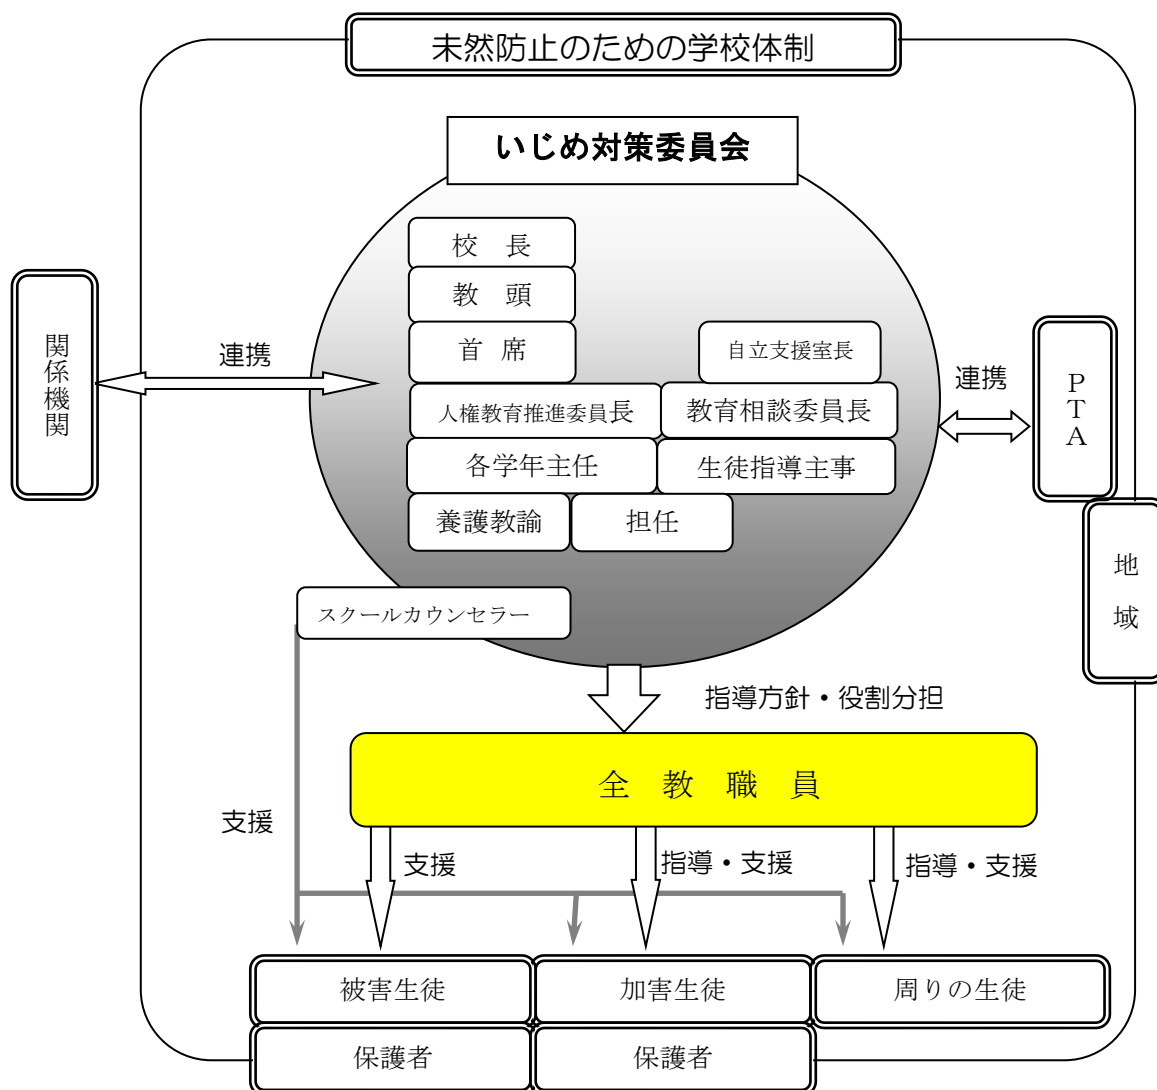 未然防止のための学校体制
いじめ対策委員会
校　長
教　頭
首 席
自立支援室長
人権教育推進委員長
教育相談委員長
各学年主任
生徒指導主事
養護教諭
担任
スクールカウンセラー
関係機関
連携
連携
PTA
地域
指導方針・役割分担
全　教　職　員
支援
支援
指導・支援
指導・支援
被害生徒
加害生徒
周りの生徒
保護者
保護者